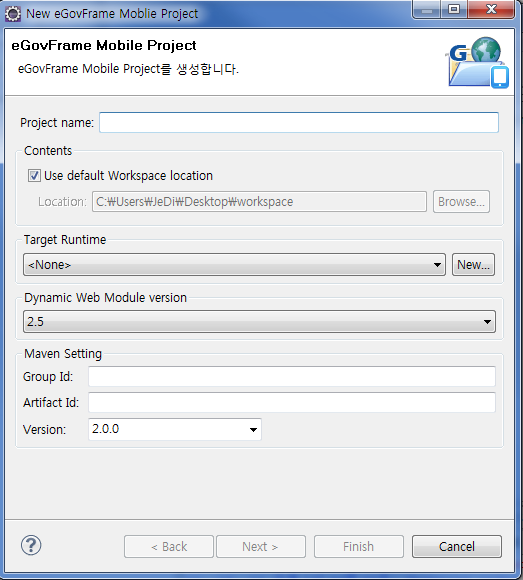 New eGovFrame Moblie Project
eGovFrame Mobile Project
eGovFrame Mobile Project를 생성합니다.
G
Project name:
Contents
Use default Workspace location
Location: C:₩Users₩JeDi₩Desktop₩workspace Browse...
Target Runtime
<None> New...
Dynamic Web Module version
2.5
Maven Setting
Group Id:
Artifact Id:
Version: 2.0.0
? < Back Next > Finish Cancel